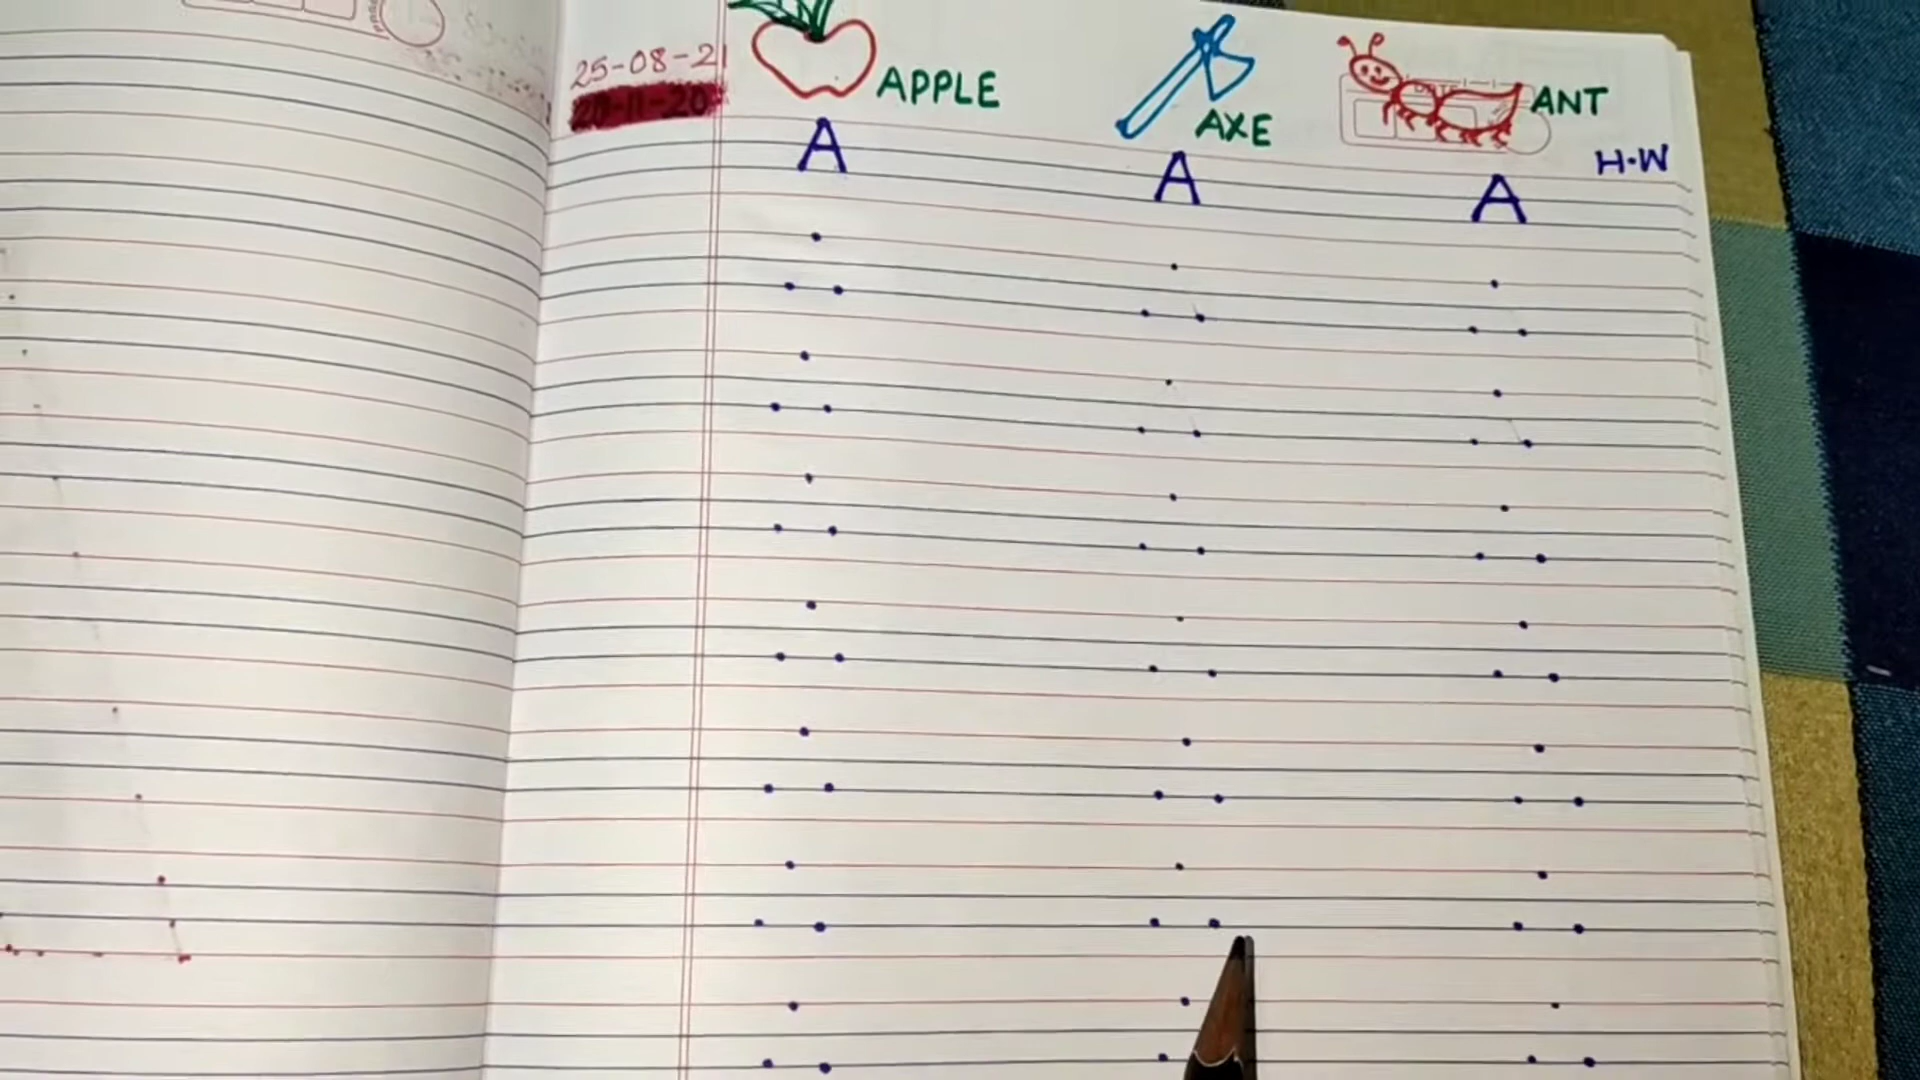 25-08-21
20-11-20
APPLE
AXE
ANT
H.W
A A A